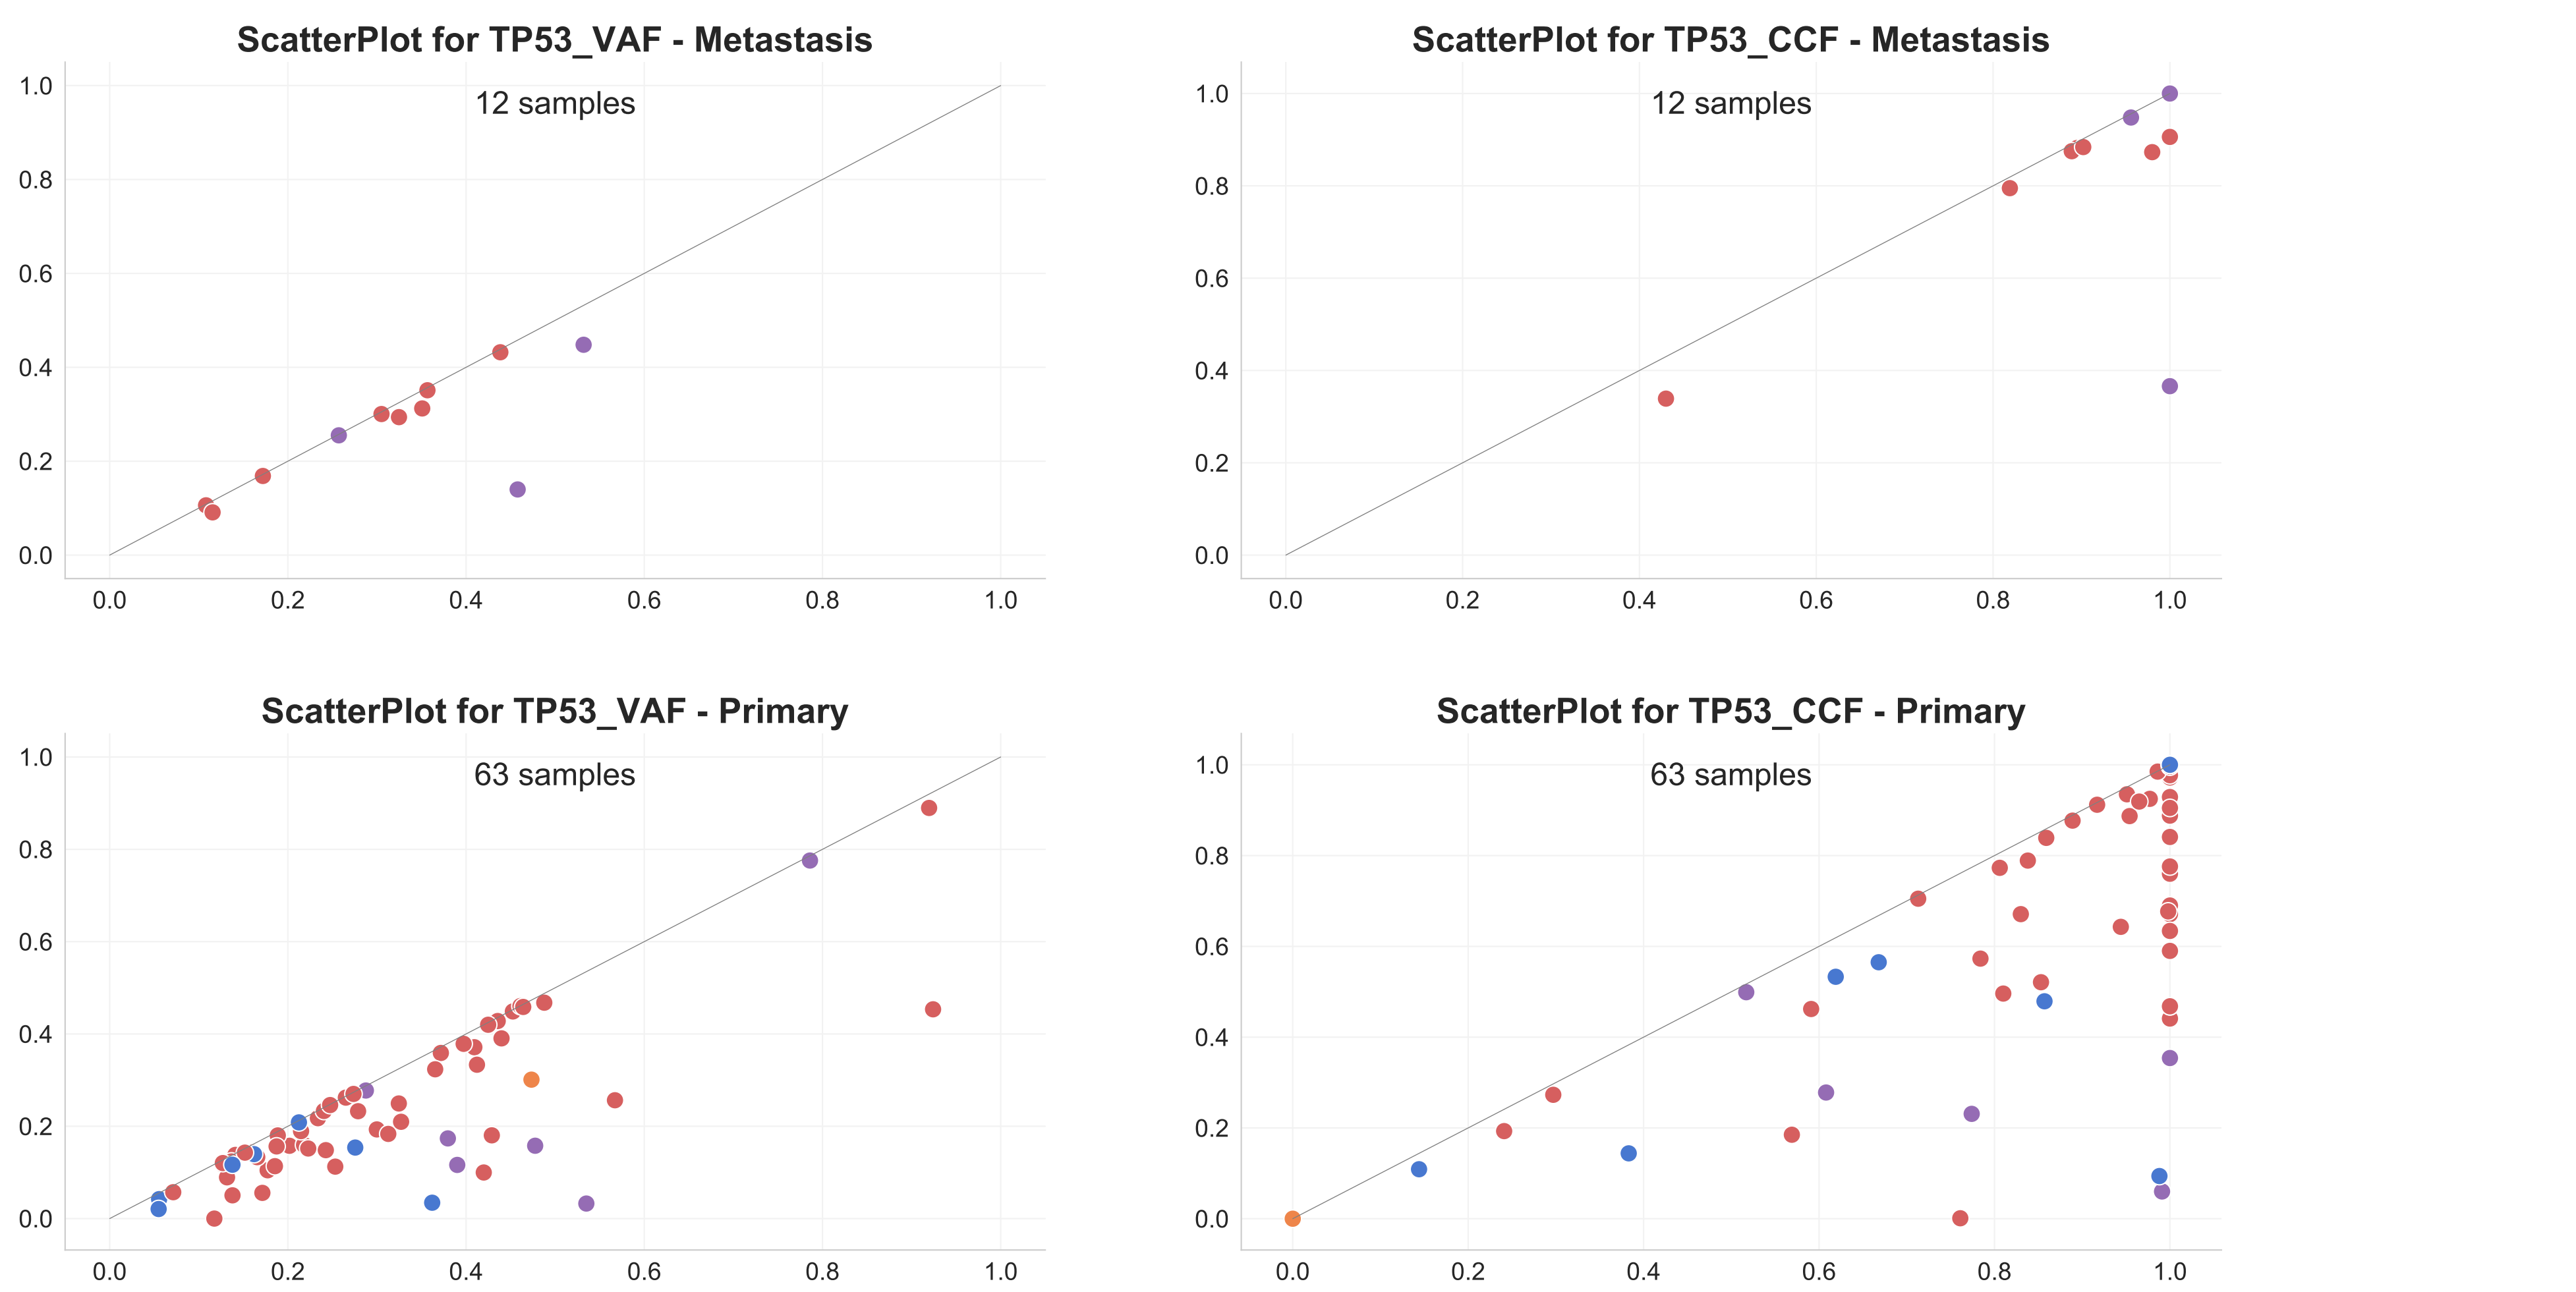 ScatterPlot for TP53_VAF - Metastasis
12 samples
1.0
0.8
0.6
0.4
0.2
0.0
0.0 0.2 0.4 0.6 0.8 1.0
ScatterPlot for TP53_CCF - Metastasis
12 samples
1.0
0.8
0.6
0.4
0.2
0.0
0.0 0.2 0.4 0.6 0.8 1.0
ScatterPlot for TP53_VAF - Primary
63 samples
1.0
0.8
0.6
0.4
0.2
0.0
0.0 0.2 0.4 0.6 0.8 1.0
ScatterPlot for TP53_CCF - Primary
63 samples
1.0
0.8
0.6
0.4
0.2
0.0
0.0 0.2 0.4 0.6 0.8 1.0